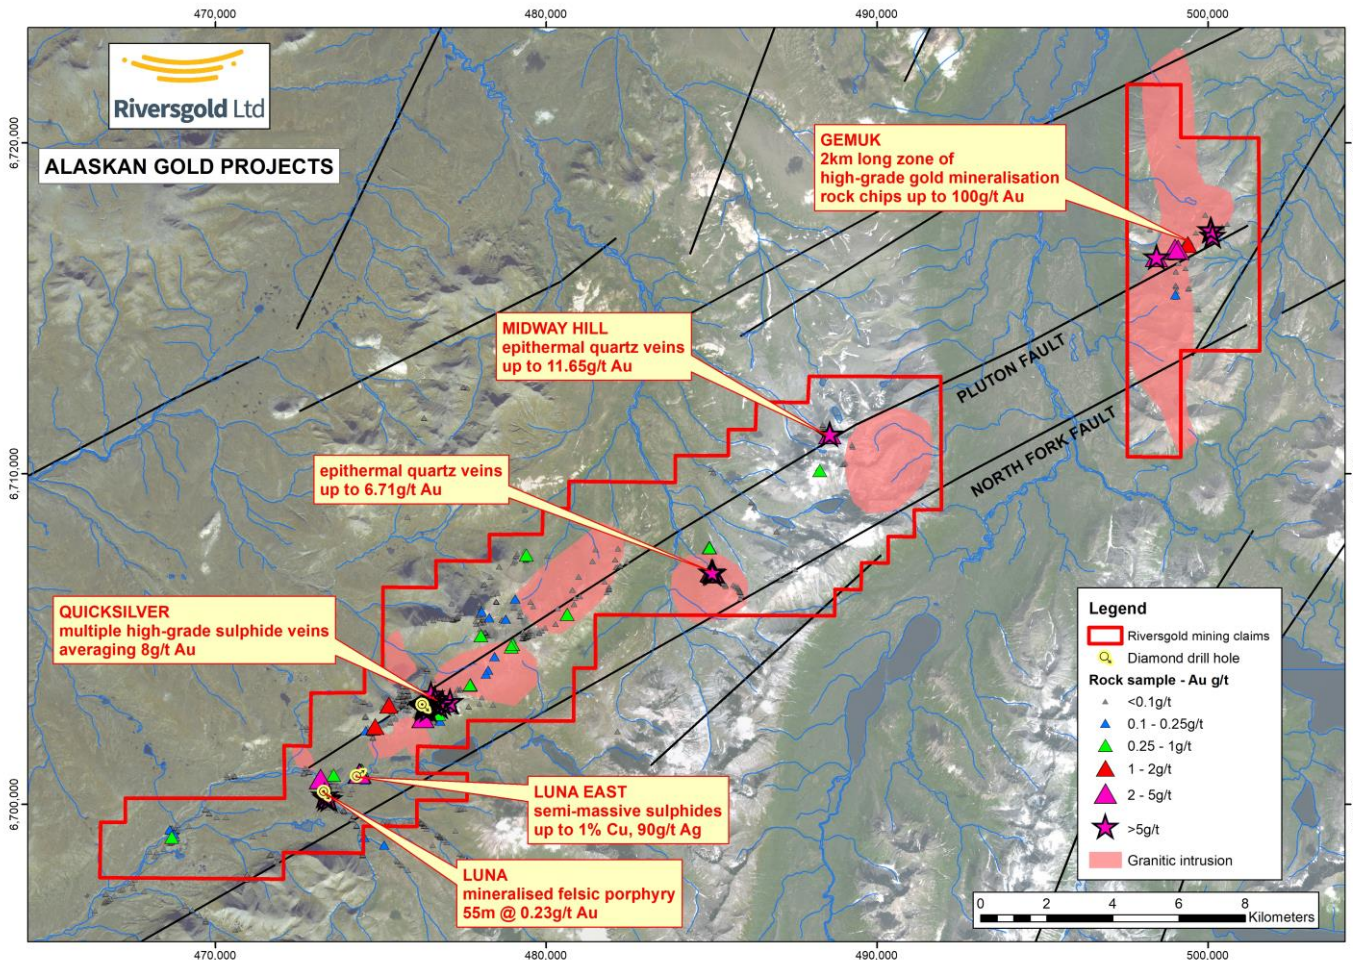 470,000
480,000
490,000
500,000
Riversgold Ltd
ALASKAN GOLD PROJECTS
6,720,000
GEMUK
2km long zone of
high-grade gold mineralisation
rock chips up to 100g/t Au
MIDWAY HILL
epithermal quartz veins
up to 11.65g/t Au
PLUTON FAULT
NORTH FORK FAULT
6,710,000
epithermal quartz veins
up to 6.71g/t Au
QUICKSILVER
multiple high-grade sulphide veins
averaging 8g/t Au
6,700,000
LUNA EAST
semi-massive sulphides
up to 1% Cu, 90g/t Ag
LUNA
mineralised felsic porphyry
55m @ 0.23g/t Au
Legend
Riversgold mining claims
Diamond drill hole
Rock sample - Au g/t
<0.1g/t
0.1 - 0.25g/t
0.25 - 1g/t
1 - 2g/t
2 - 5g/t
>5g/t
Granitic intrusion
0 2 4 6 8
Kilometers
470,000
480,000
490,000
500,000